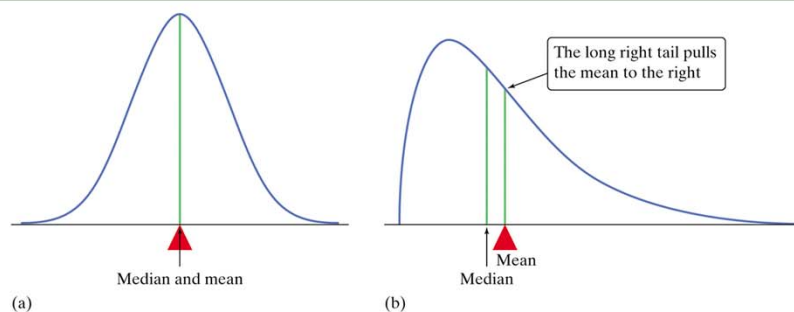 The long right tail pulls
the mean to the right
Median and mean
Mean
Median
(a)
(b)